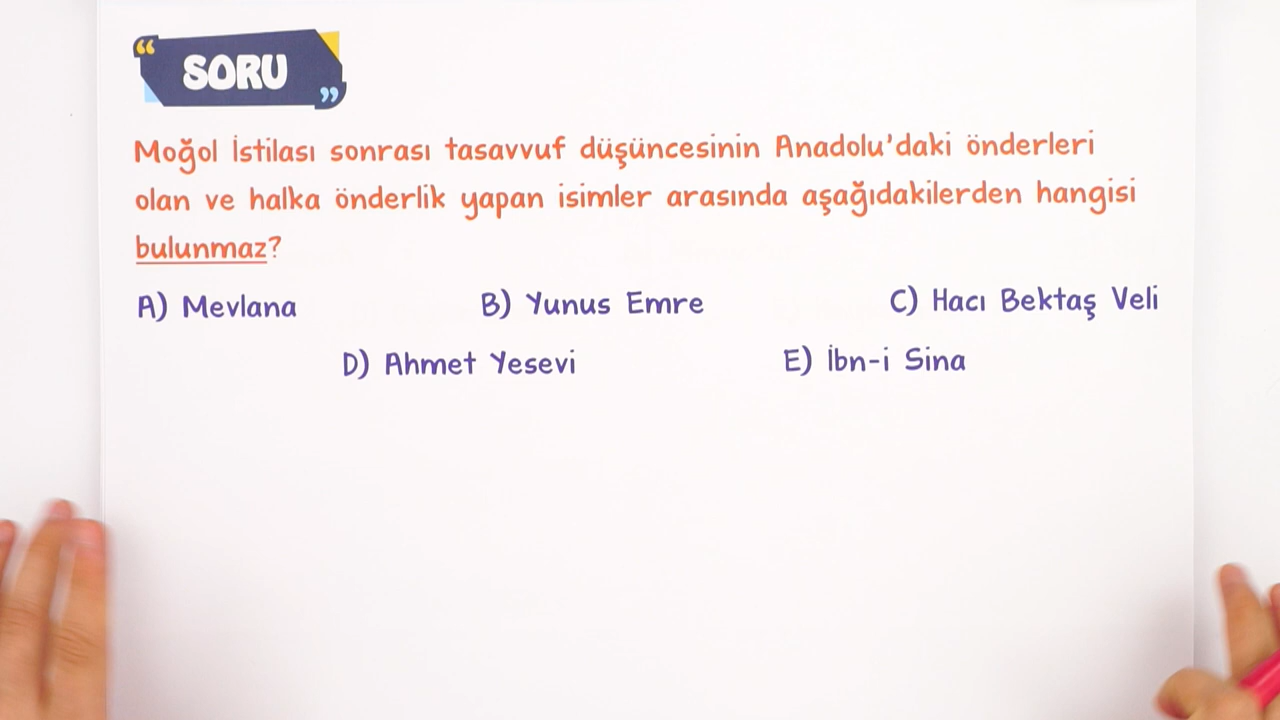 SORU
Moğol İstilası sonrası tasavvuf düşüncesinin Anadolu'daki önderleri
olan ve halka önderlik yapan isimler arasında aşağıdakilerden hangisi
bulunmaz?
A) Mevlana B) Yunus Emre C) Hacı Bektaş Veli
D) Ahmet Yesevi E) İbn-i Sina